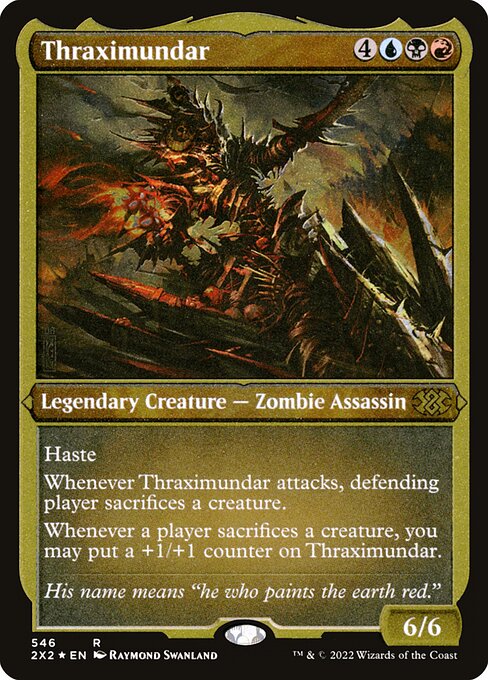 Thraximundar 4
Legendary Creature — Zombie Assassin
Haste
Whenever Thraximundar attacks, defending
player sacrifices a creature.
Whenever a player sacrifices a creature, you
may put a +1/+1 counter on Thraximundar.
His name means “he who paints the earth red.”
6/6
546 R
2X2 ★ EN Raymond Swanland
™ & © 2022 Wizards of the Coast